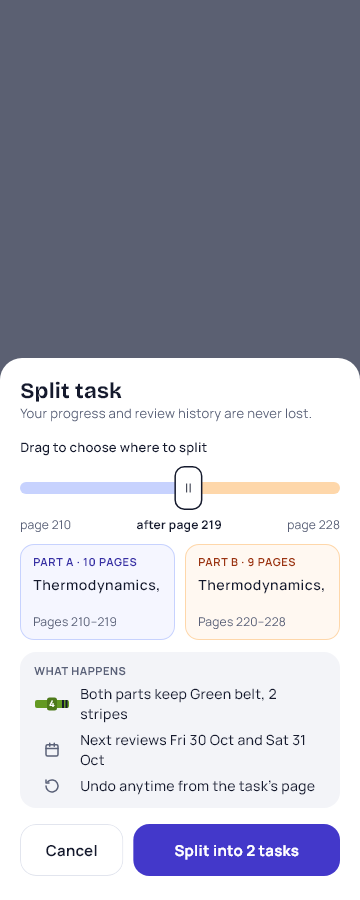 Split task
Your progress and review history are never lost.
Drag to choose where to split
page 210
after page 219
page 228
PART A · 10 PAGES
Thermodynamics,
Pages 210–219
PART B · 9 PAGES
Thermodynamics,
Pages 220–228
WHAT HAPPENS
4
Both parts keep Green belt, 2
stripes
Next reviews Fri 30 Oct and Sat 31
Oct
Undo anytime from the task's page
Cancel
Split into 2 tasks